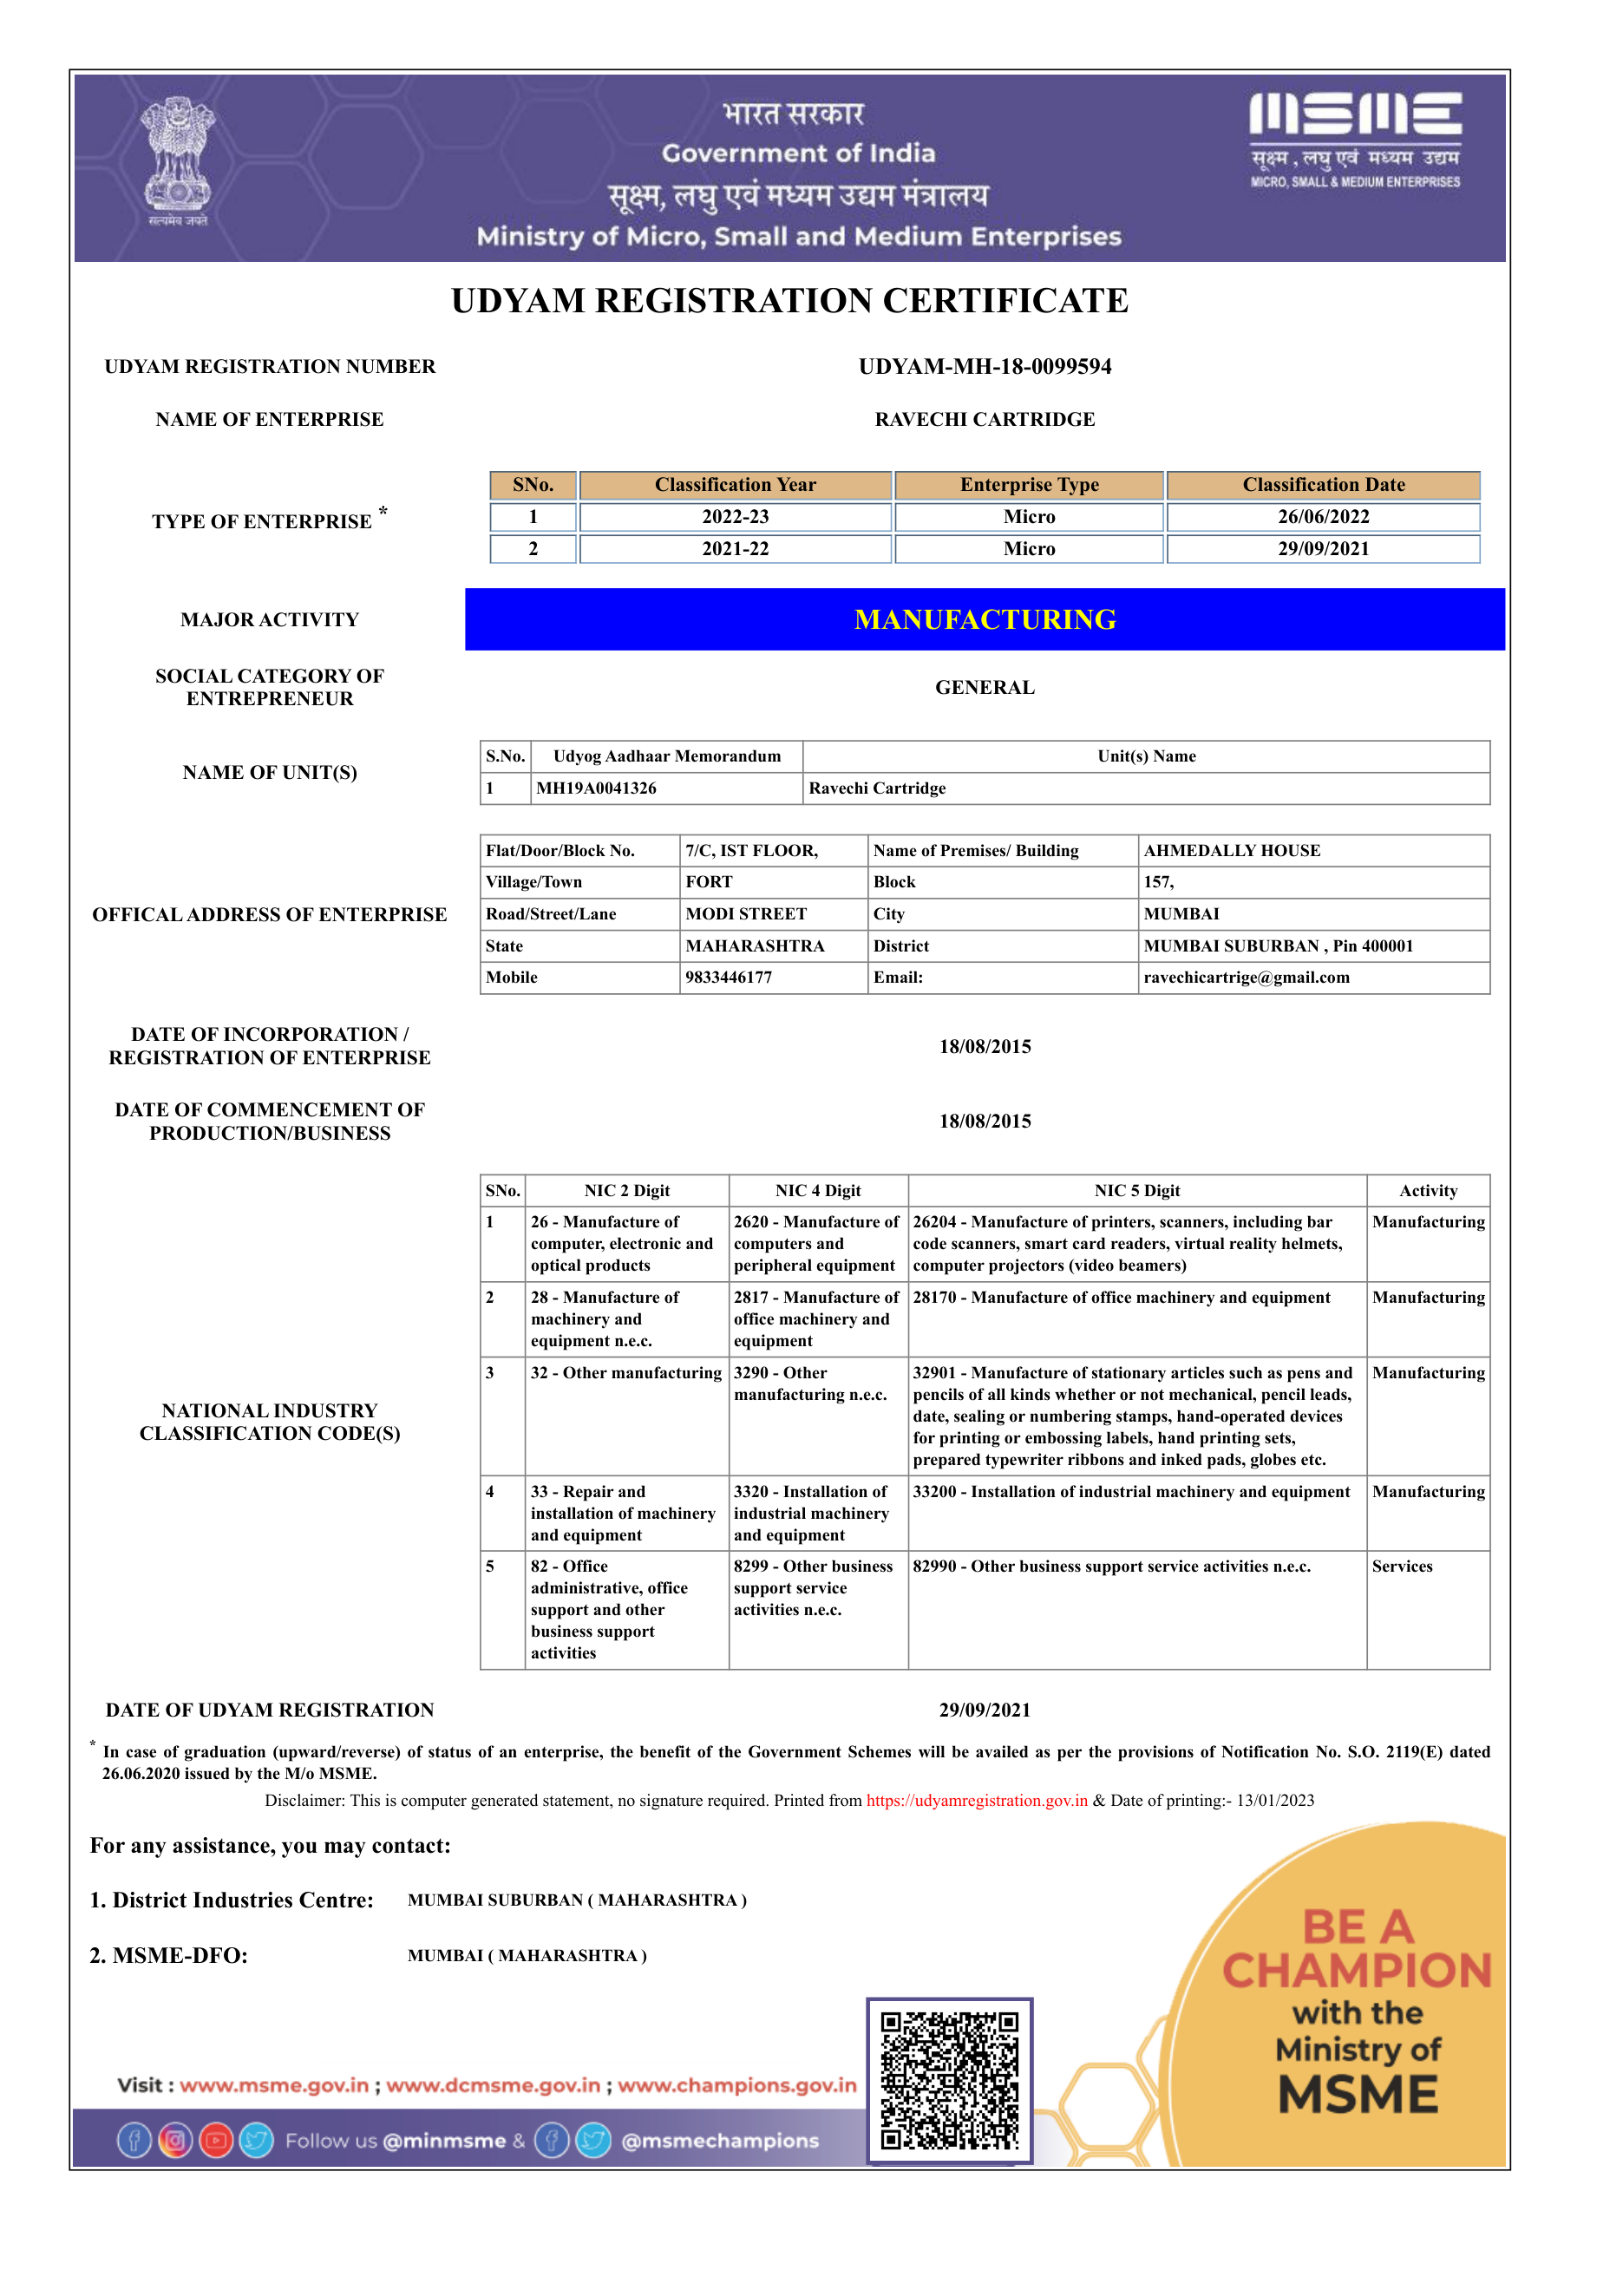 भारत सरकार
Government of India
सूक्ष्म, लघु एवं मध्यम उद्यम मंत्रालय
Ministry of Micro, Small and Medium Enterprises
सत्यमेव जयते
MSME
सूक्ष्म , लघु एवं मध्यम उद्यम
MICRO, SMALL & MEDIUM ENTERPRISES
UDYAM REGISTRATION CERTIFICATE
UDYAM REGISTRATION NUMBER UDYAM-MH-18-0099594
NAME OF ENTERPRISE RAVECHI CARTRIDGE
TYPE OF ENTERPRISE *
SNo. Classification Year Enterprise Type Classification Date
1 2022-23 Micro 26/06/2022
2 2021-22 Micro 29/09/2021
MAJOR ACTIVITY MANUFACTURING
SOCIAL CATEGORY OF
ENTREPRENEUR
GENERAL
NAME OF UNIT(S)
S.No. Udyog Aadhaar Memorandum Unit(s) Name
1 MH19A0041326 Ravechi Cartridge
OFFICAL ADDRESS OF ENTERPRISE
Flat/Door/Block No. 7/C, IST FLOOR, Name of Premises/ Building AHMEDALLY HOUSE
Village/Town FORT Block 157,
Road/Street/Lane MODI STREET City MUMBAI
State MAHARASHTRA District MUMBAI SUBURBAN , Pin 400001
Mobile 9833446177 Email: ravechicartrige@gmail.com
DATE OF INCORPORATION /
REGISTRATION OF ENTERPRISE
18/08/2015
DATE OF COMMENCEMENT OF
PRODUCTION/BUSINESS
18/08/2015
NATIONAL INDUSTRY
CLASSIFICATION CODE(S)
SNo. NIC 2 Digit NIC 4 Digit NIC 5 Digit Activity
1 26 - Manufacture of 2620 - Manufacture of 26204 - Manufacture of printers, scanners, including bar Manufacturing
computer, electronic and computers and code scanners, smart card readers, virtual reality helmets,
optical products peripheral equipment computer projectors (video beamers)
2 28 - Manufacture of 2817 - Manufacture of 28170 - Manufacture of office machinery and equipment Manufacturing
machinery and office machinery and
equipment n.e.c. equipment
3 32 - Other manufacturing 3290 - Other 32901 - Manufacture of stationary articles such as pens and Manufacturing
manufacturing n.e.c. pencils of all kinds whether or not mechanical, pencil leads,
date, sealing or numbering stamps, hand-operated devices
for printing or embossing labels, hand printing sets,
prepared typewriter ribbons and inked pads, globes etc.
4 33 - Repair and 3320 - Installation of 33200 - Installation of industrial machinery and equipment Manufacturing
installation of machinery industrial machinery
and equipment and equipment
5 82 - Office 8299 - Other business 82990 - Other business support service activities n.e.c. Services
administrative, office support service
support and other activities n.e.c.
business support
activities
DATE OF UDYAM REGISTRATION 29/09/2021
* In case of graduation (upward/reverse) of status of an enterprise, the benefit of the Government Schemes will be availed as per the provisions of Notification No. S.O. 2119(E) dated
26.06.2020 issued by the M/o MSME.
Disclaimer: This is computer generated statement, no signature required. Printed from https://udyamregistration.gov.in & Date of printing:- 13/01/2023
For any assistance, you may contact:
1. District Industries Centre: MUMBAI SUBURBAN ( MAHARASHTRA )
2. MSME-DFO: MUMBAI ( MAHARASHTRA )
BE A
CHAMPION
with the
Ministry of
MSME
Visit : www.msme.gov.in ; www.dcmsme.gov.in ; www.champions.gov.in
Follow us @minmsme & @msmechampions